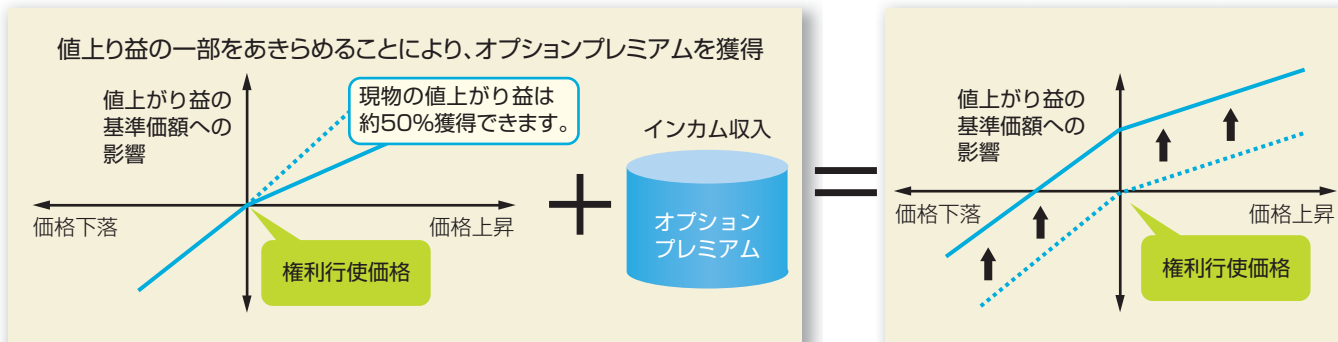 値上り益の一部をあきらめることにより、オプションプレミアムを獲得
値上がり益の
基準価額への
影響
現物の値上がり益は
約50%獲得できます。
価格下落
価格上昇
権利行使価格
インカム収入
オプション
プレミアム
値上がり益の
基準価額への
影響
価格下落
価格上昇
権利行使価格